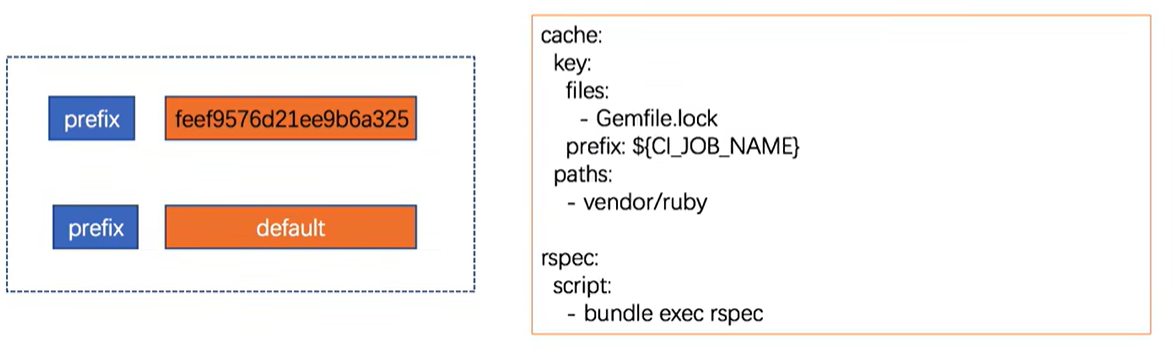 prefix feef9576d21ee9b6a325
prefix default
cache:
  key:
    files:
      - Gemfile.lock
    prefix: ${CI_JOB_NAME}
  paths:
    - vendor/ruby

rspec:
  script:
    - bundle exec rspec